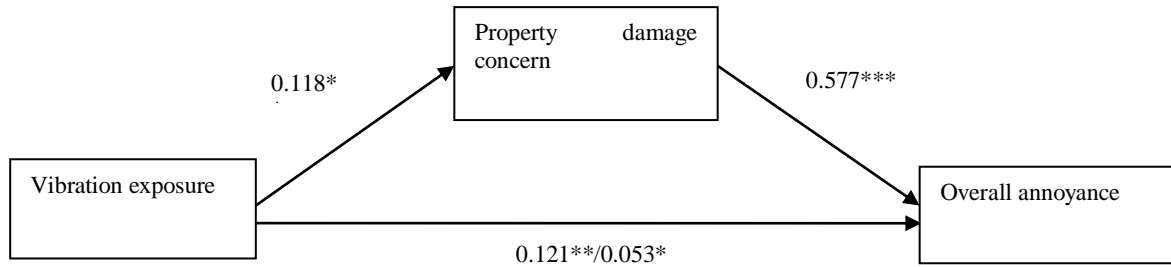 Property damage
concern
0.118*
0.577***
Vibration exposure
Overall annoyance
0.121**/0.053*